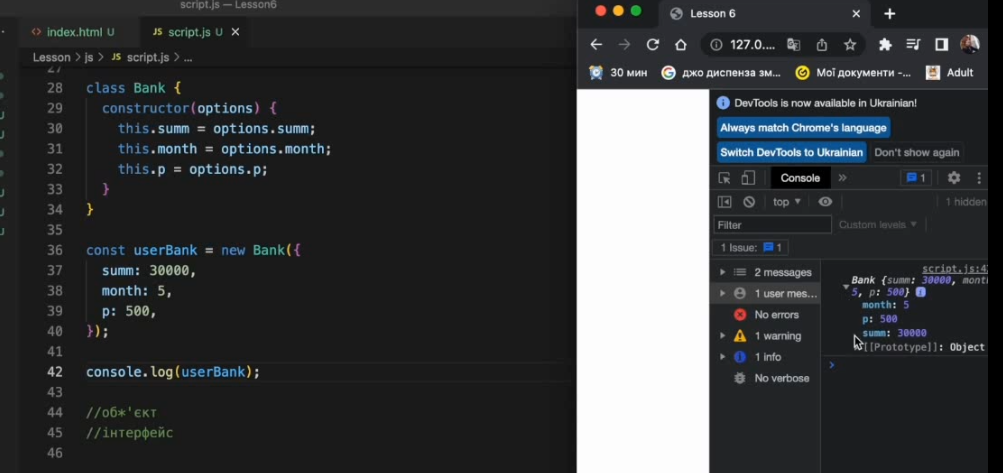 script.js — Lesson6
index.html U
JS script.js U ×
Lesson > js > JS script.js > ...
27
28 class Bank {
29 constructor(options) {
30 this.summ = options.summ;
31 this.month = options.month;
32 this.p = options.p;
33 }
34 }
35
36 const userBank = new Bank({
37 summ: 30000,
38 month: 5,
39 p: 500,
40 });
41
42 console.log(userBank);
43
44 //об*'єкт
45 //інтерфейс
46
Lesson 6
127.0....
30 мин
джо диспенза зм...
Мої документи -...
Adult
DevTools is now available in Ukrainian!
Always match Chrome's language
Switch DevTools to Ukrainian
Don't show again
Console
1
top
1 hidden
Filter
Custom levels
1 Issue: 1
2 messages
1 user mes...
No errors
1 warning
1 info
No verbose
script.js:4
Bank {summ: 30000, mont
5, p: 500}
month: 5
p: 500
summ: 30000
[[Prototype]]: Object